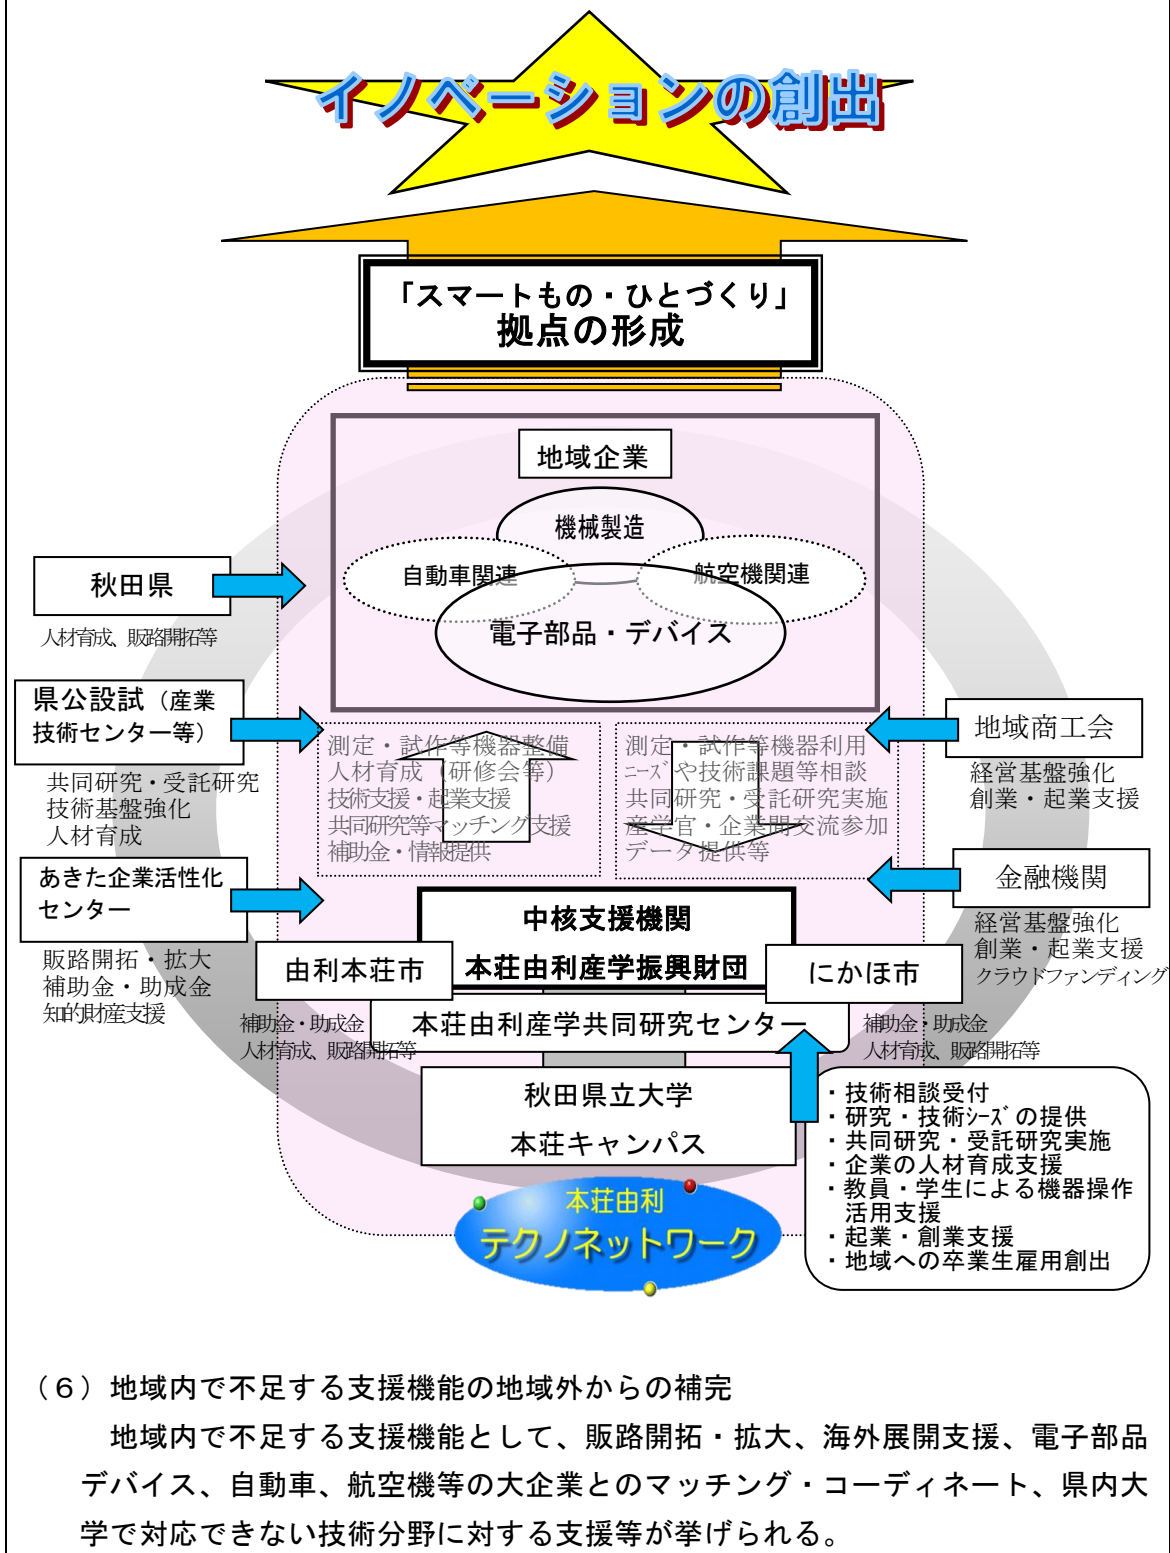 イノベーションの創出
「スマートもの・ひとづくり」
拠点の形成
地域企業
機械製造
自動車関連
航空機関連
電子部品・デバイス
秋田県
人材育成、販路開拓等
県公設試（産業
技術センター等）
共同研究・受託研究
技術基盤強化
人材育成
あきた企業活性化
センター
販路開拓・拡大
補助金・助成金
知的財産支援
測定・試作等機器整備
人材育成（研修会等）
技術支援・起業支援
共同研究等マッチング支援
補助金・情報提供
測定・試作等機器利用
ﾆｰｽﾞや技術課題等相談
共同研究・受託研究実施
産学官・企業間交流参加
データ提供等
地域商工会
経営基盤強化
創業・起業支援
金融機関
経営基盤強化
創業・起業支援
クラウドファンディング
中核支援機関
本荘由利産学振興財団
由利本荘市
補助金・助成金
人材育成、販路開拓等
にかほ市
補助金・助成金
人材育成、販路開拓等
本荘由利産学共同研究センター
秋田県立大学
本荘キャンパス
・技術相談受付
・研究・技術ｼｰｽﾞの提供
・共同研究・受託研究実施
・企業の人材育成支援
・教員・学生による機器操作
活用支援
・起業・創業支援
・地域への卒業生雇用創出
本荘由利
テクノネットワーク
（６）地域内で不足する支援機能の地域外からの補完
地域内で不足する支援機能として、販路開拓・拡大、海外展開支援、電子部品
デバイス、自動車、航空機等の大企業とのマッチング・コーディネート、県内大
学で対応できない技術分野に対する支援等が挙げられる。